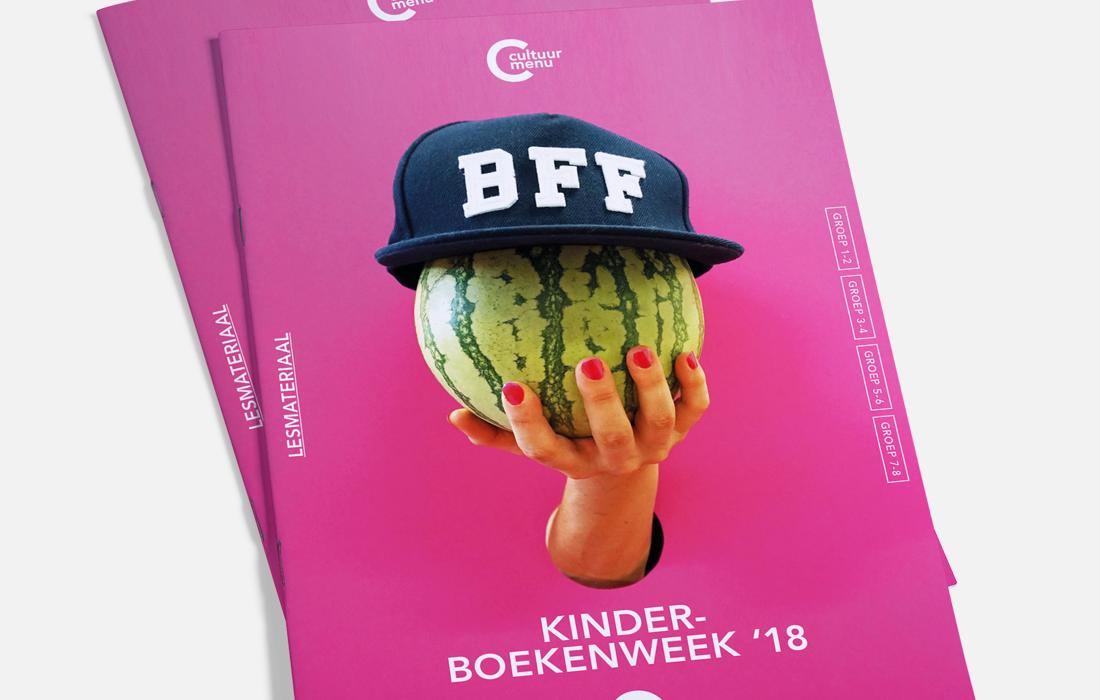 menu
cultuur
menu
BFF
GROEP 1-2
GROEP 3-4
GROEP 5-6
GROEP 7-8
LESMATERIAAL
LESMATERIAAL
KINDER-
BOEKENWEEK ‘18